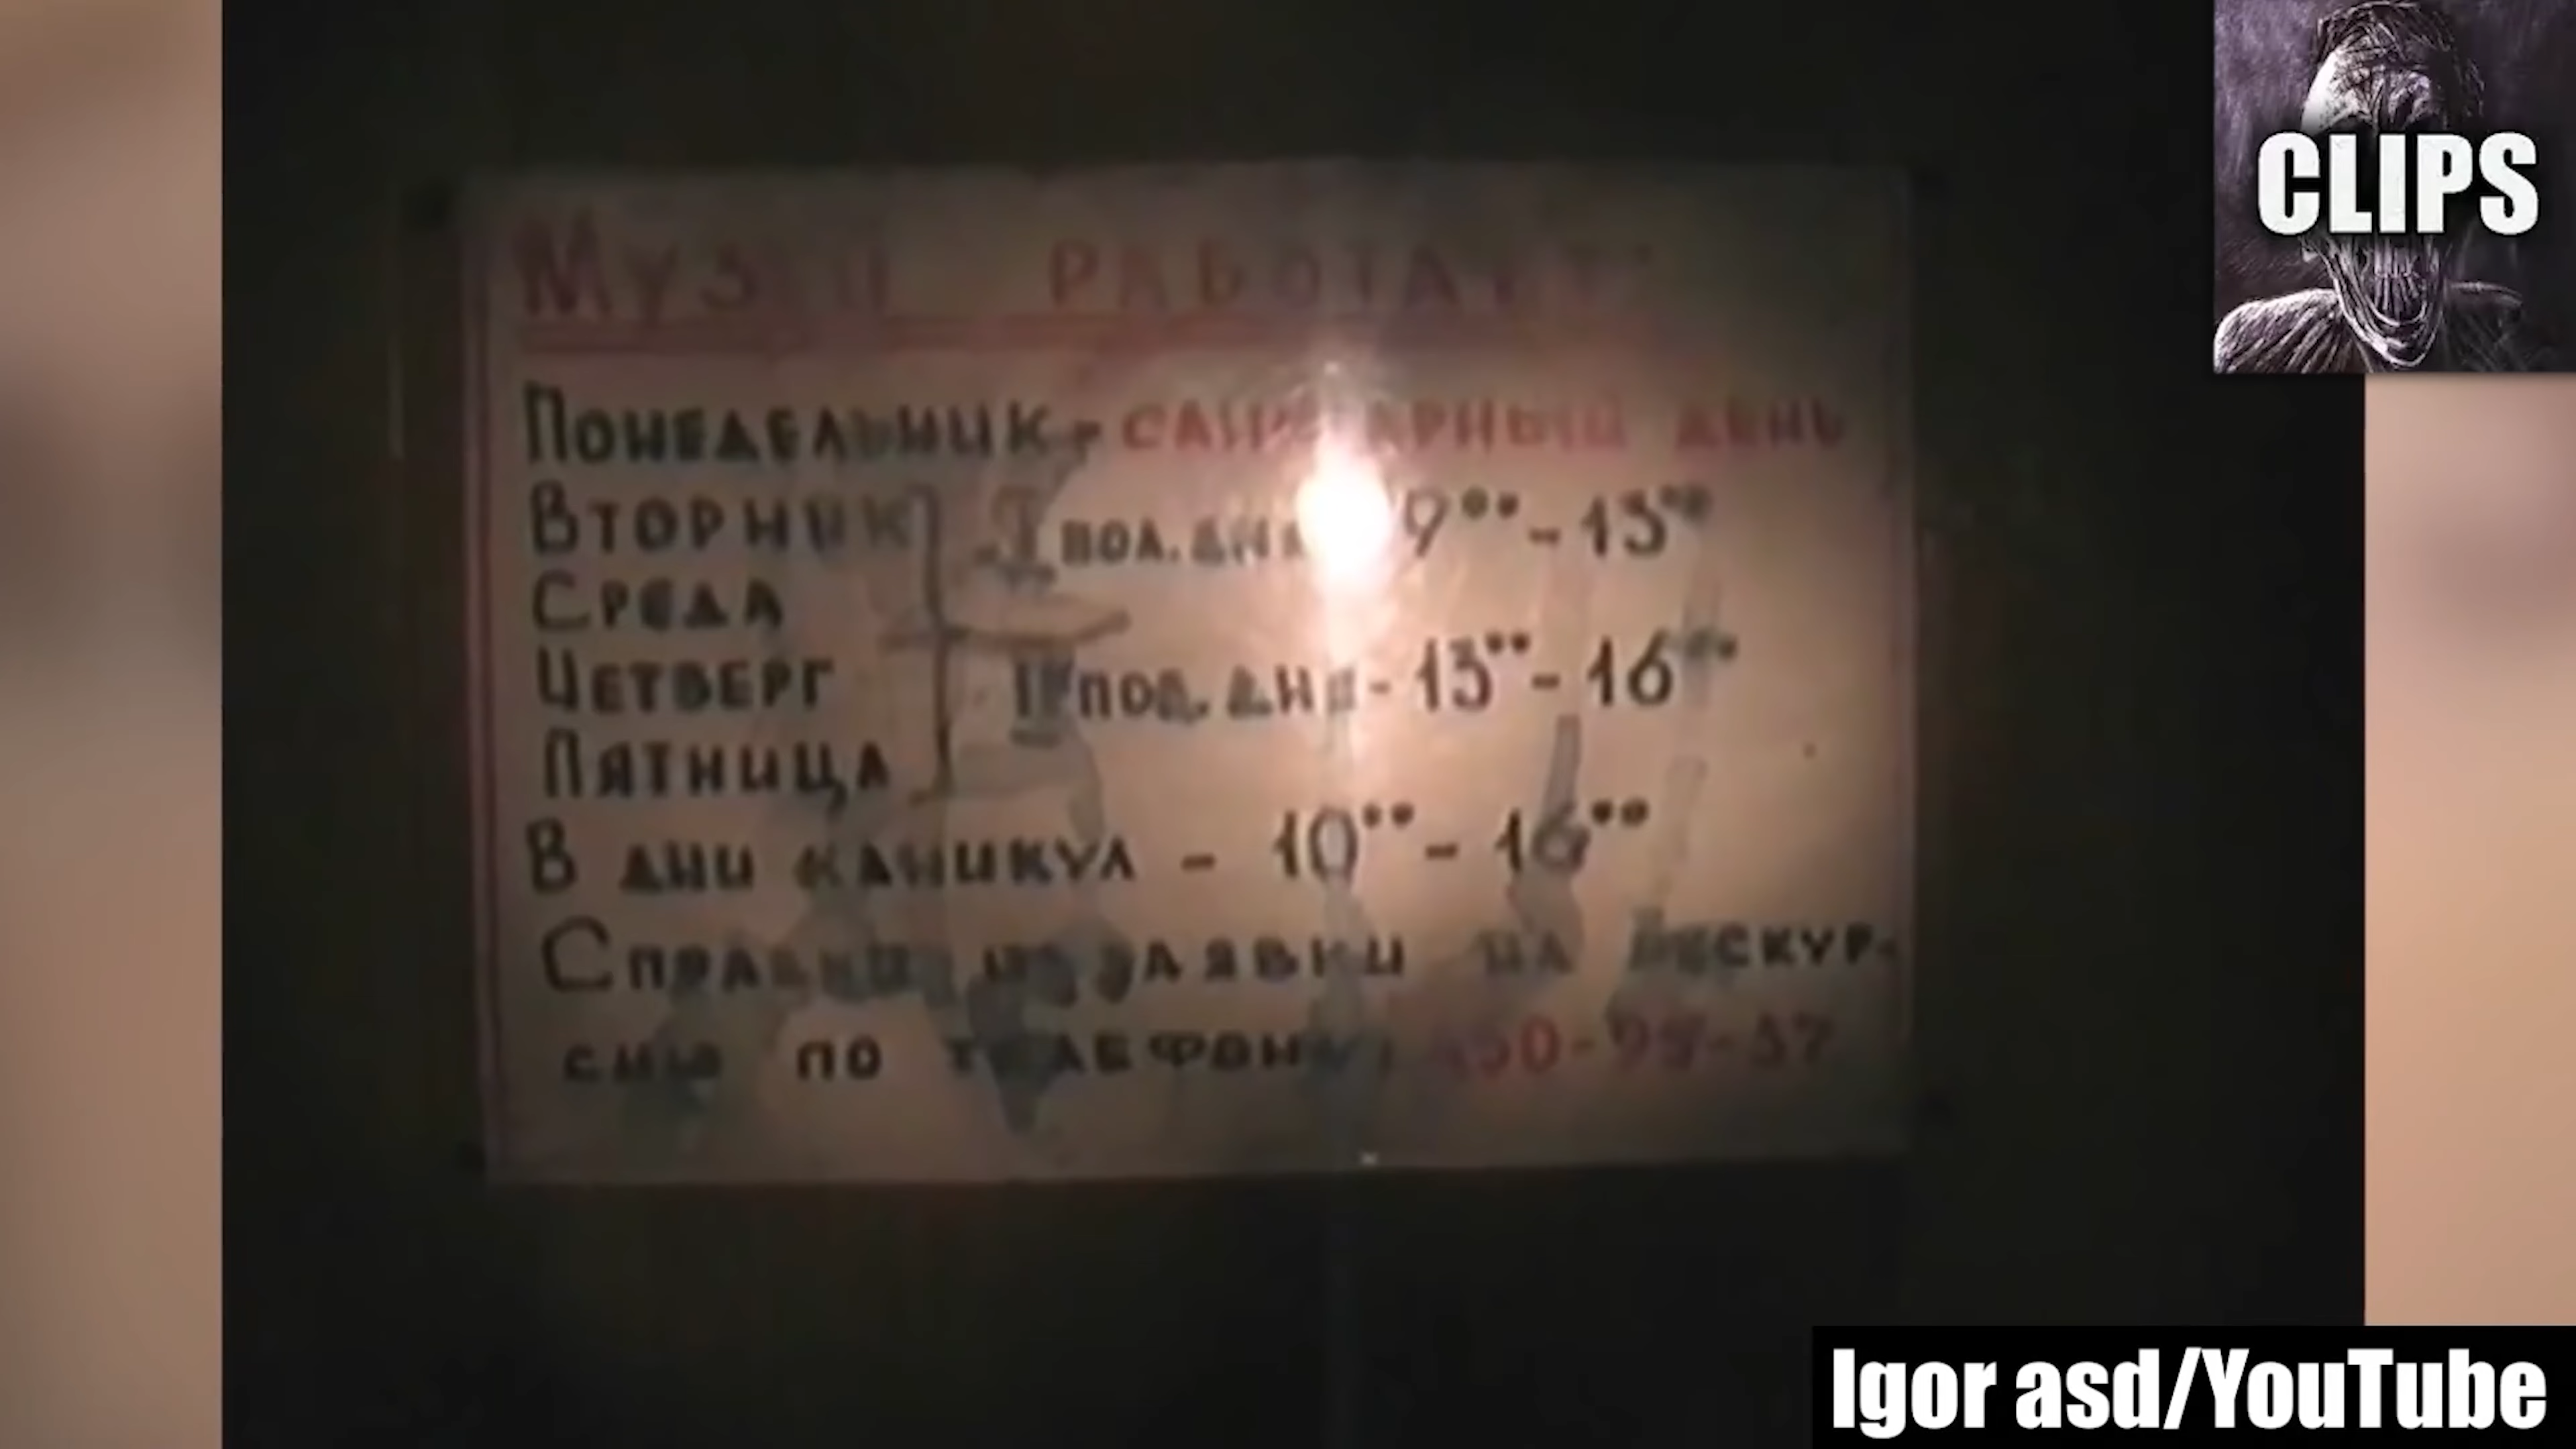 CLIPS
МУЗЕЙ РАБОТАЕТ
ПОНЕДЕЛЬНИК - САНИТАРНЫЙ ДЕНЬ
ВТОРНИК I ПОЛ. ДНЯ 9⁰⁰ - 13⁰⁰
СРЕДА
ЧЕТВЕРГ II ПОЛ. ДНЯ - 13⁰⁰ - 16⁰⁰
ПЯТНИЦА
В ДНИ КАНИКУЛ - 10⁰⁰ - 16⁰⁰
СПРАВКИ И ЗАЯВКИ НА ЭКСКУР-
СИЮ ПО ТЕЛЕФОНУ:
Igor asd/YouTube